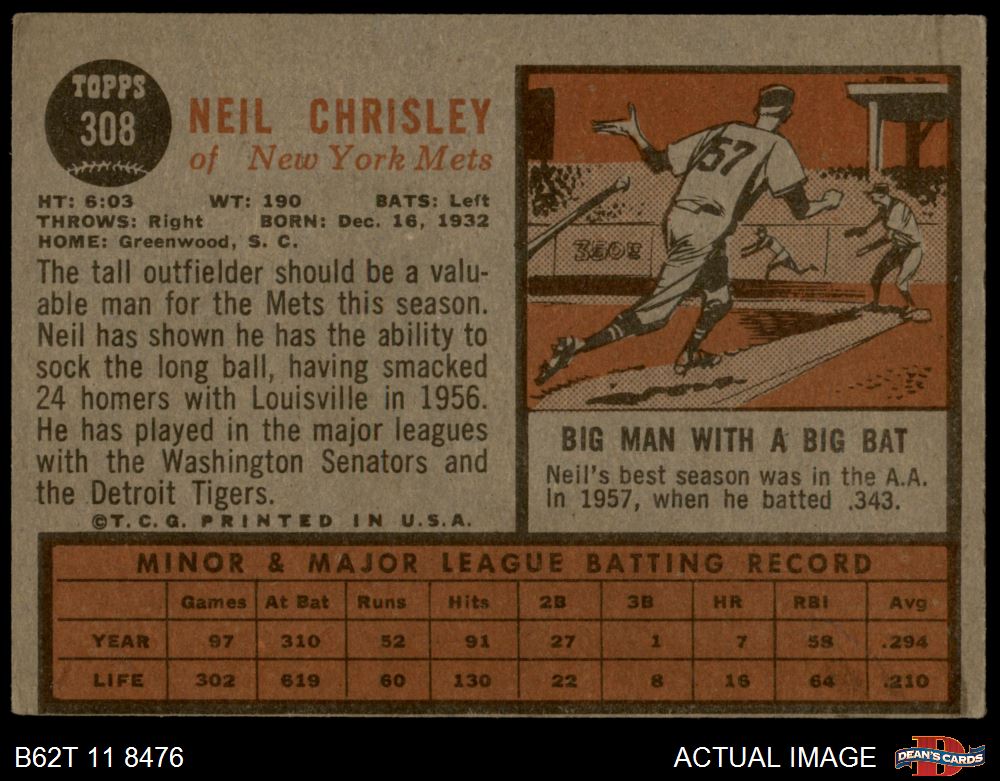 TOPPS
308
NEIL CHRISLEY
of New York Mets
HT: 6:03 WT: 190 BATS: Left
THROWS: Right BORN: Dec. 16, 1932
HOME: Greenwood, S. C.
The tall outfielder should be a valu-
able man for the Mets this season.
Neil has shown he has the ability to
sock the long ball, having smacked
24 homers with Louisville in 1956.
He has played in the major leagues
with the Washington Senators and
the Detroit Tigers.
©T. C. G. PRINTED IN U.S.A.
57
BIG MAN WITH A BIG BAT
Neil's best season was in the A.A.
In 1957, when he batted .343.
MINOR & MAJOR LEAGUE BATTING RECORD
Games At Bat Runs Hits 2B 3B HR RBI Avg
YEAR 97 310 52 91 27 1 7 58 .294
LIFE 302 619 60 130 22 8 16 64 .210
B62T 11 8476
ACTUAL IMAGE
D
DEAN'S CARDS